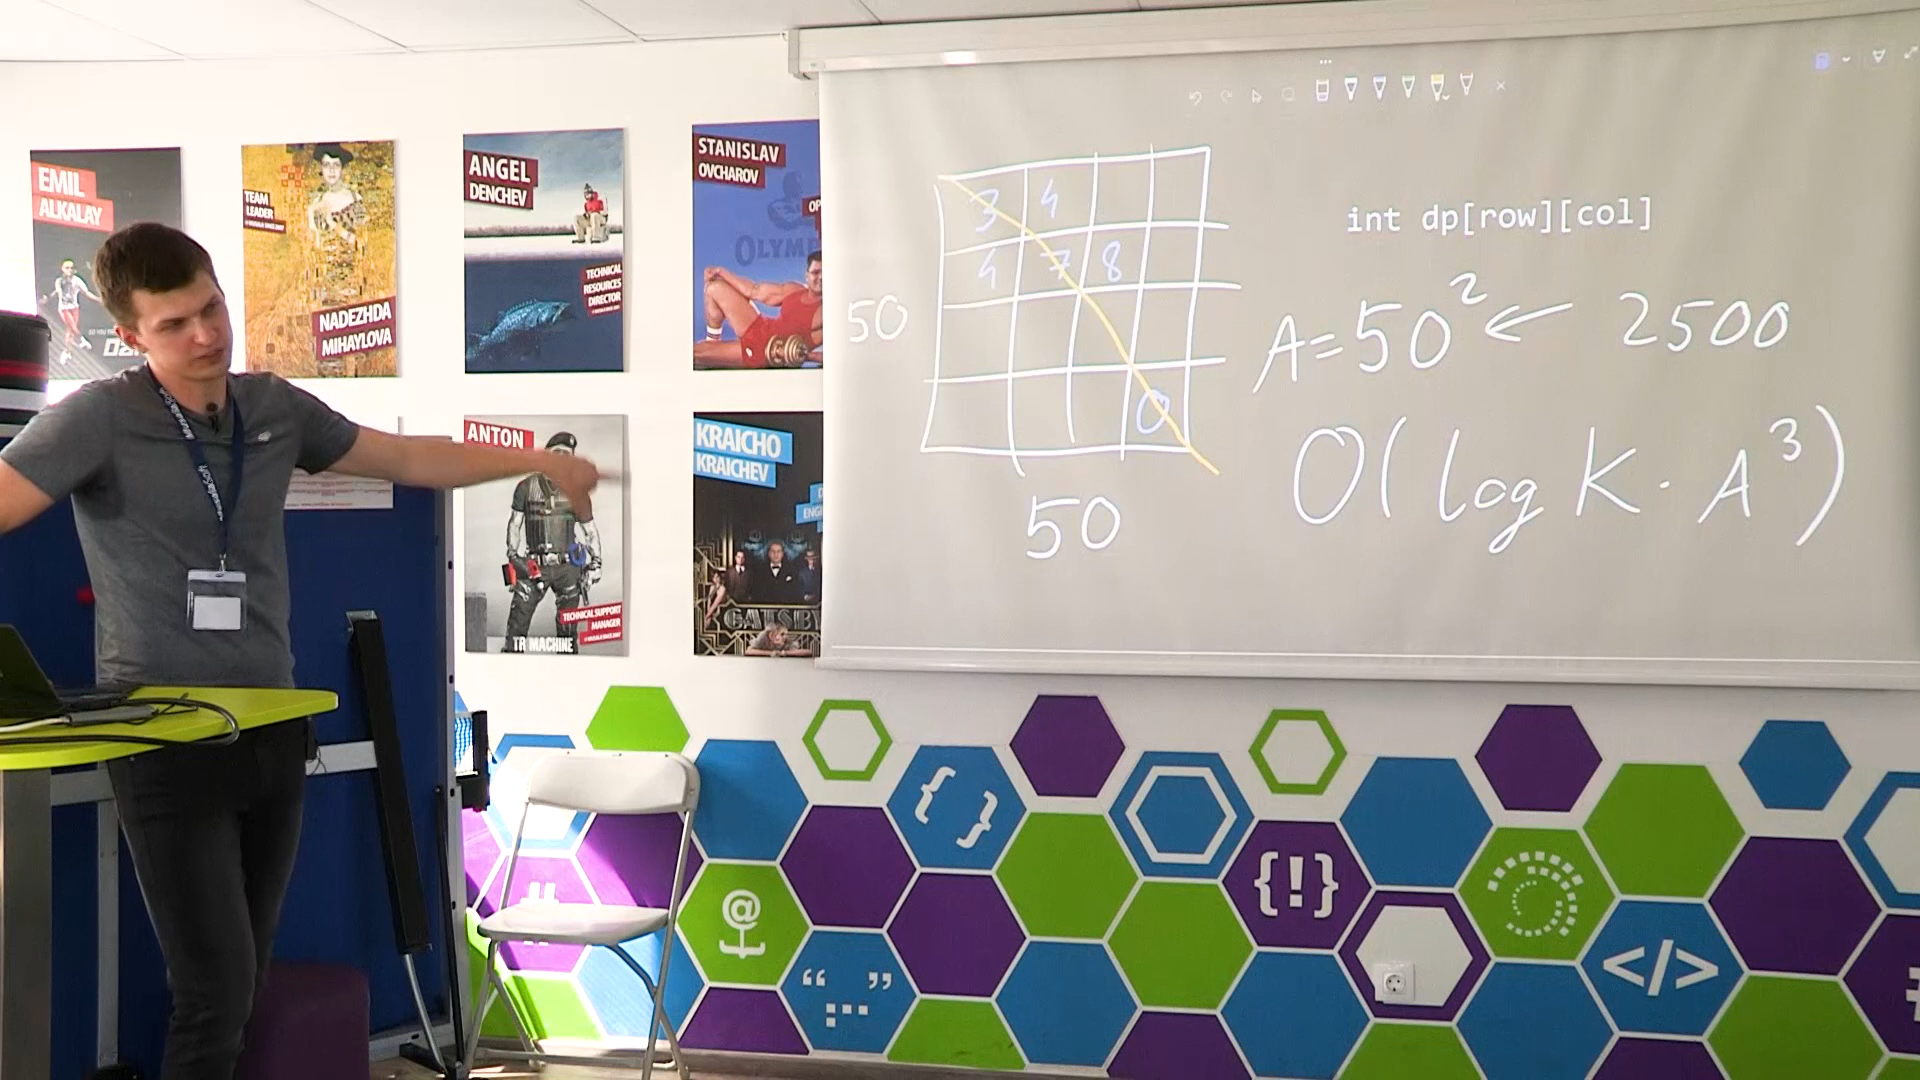 EMIL
ALKALAY
TEAM
LEADER
NADEZHDA
MIHAYLOVA
ANGEL
DENCHEV
TECHNICAL
RESOURCES
DIRECTOR
STANISLAV
OVCHAROV
OLYM
ANTON
TECHNICAL SUPPORT
MANAGER
TR MACHINE
KRAICHO
KRAICHEV
GATSBY
3 4
4 7 8
0
50
50
int dp[row][col]
A=50² ← 2500
O(log K · A³)
{ }
{!}
@
“ ”
</>